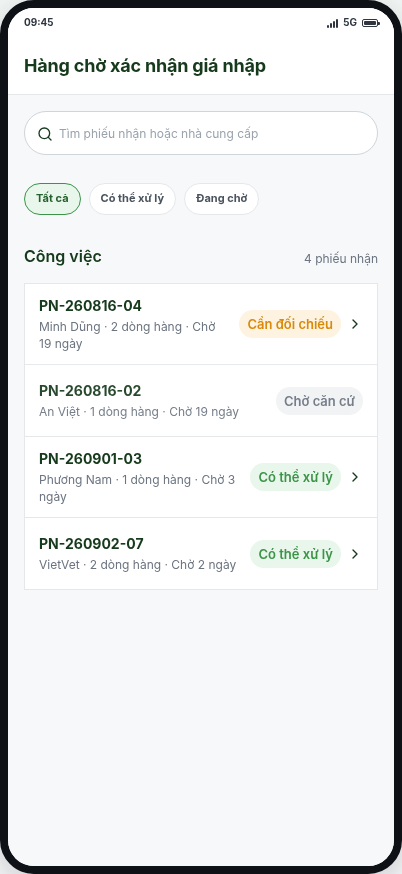 09:45
5G
Hàng chờ xác nhận giá nhập
Tìm phiếu nhận hoặc nhà cung cấp
Tất cả
Có thể xử lý
Đang chờ
Công việc
4 phiếu nhận
PN-260816-04
Minh Dũng · 2 dòng hàng · Chờ
19 ngày
Cần đối chiếu
PN-260816-02
An Việt · 1 dòng hàng · Chờ 19 ngày
Chờ căn cứ
PN-260901-03
Phương Nam · 1 dòng hàng · Chờ 3
ngày
Có thể xử lý
PN-260902-07
VietVet · 2 dòng hàng · Chờ 2 ngày
Có thể xử lý